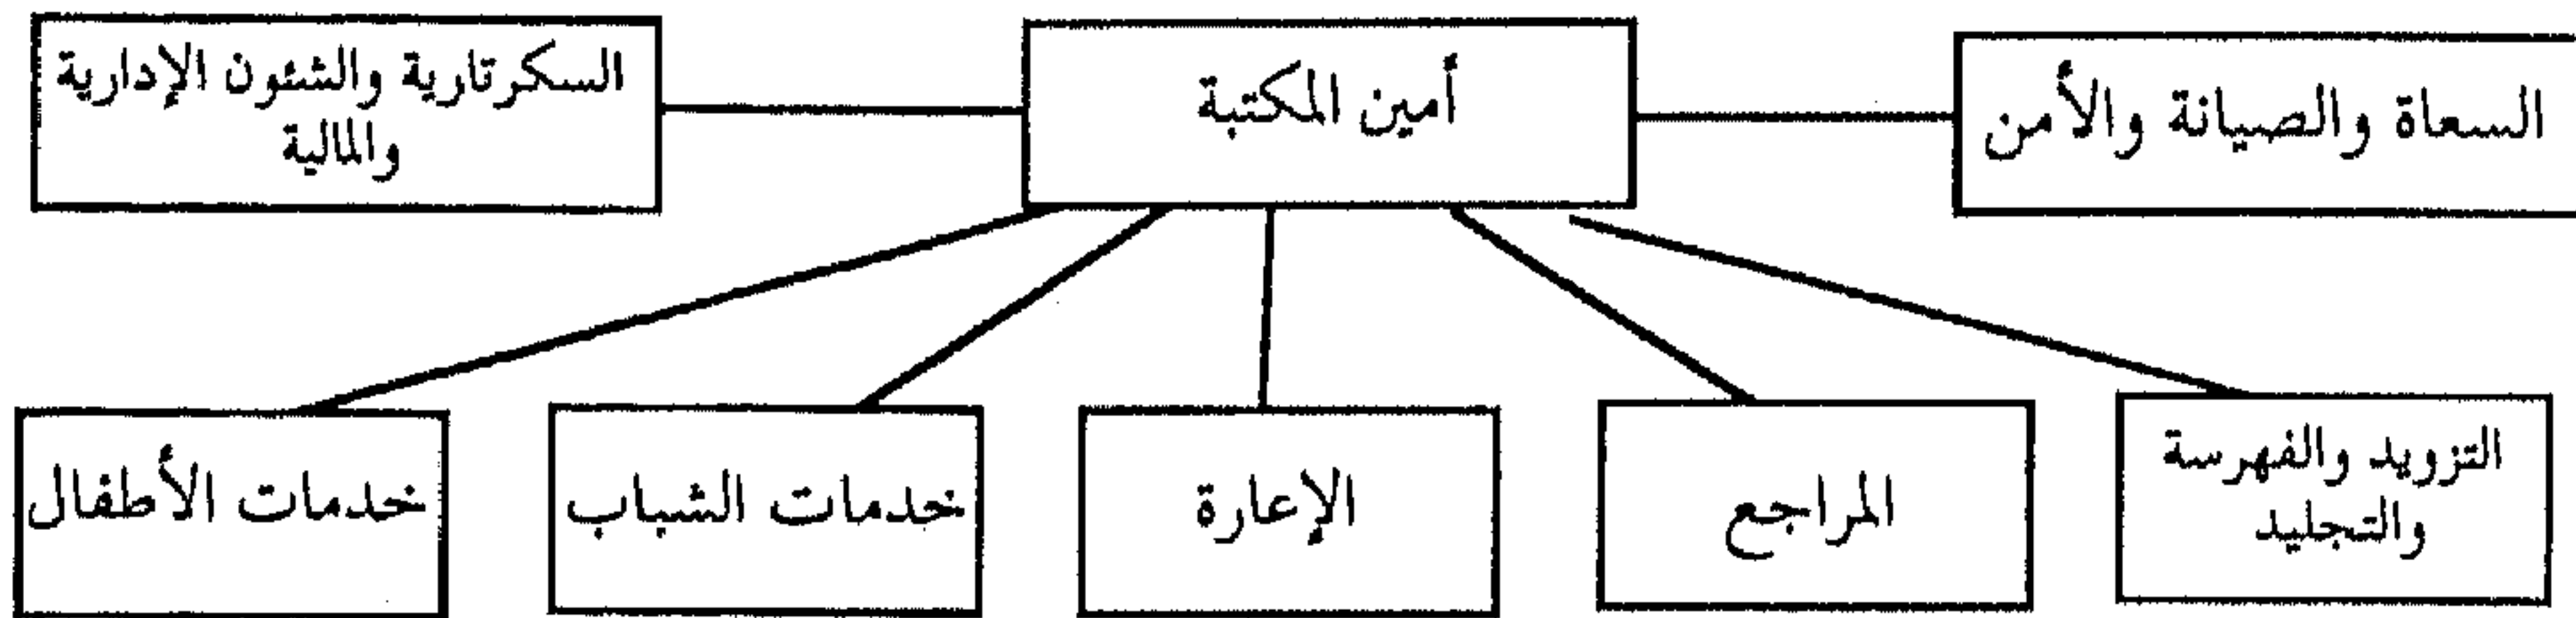 السعاة والصيانة والأمن
أمين المكتبة
السكرتارية والشئون الإدارية
والمالية
التزويد والفهرسة
والتجليد
المراجع
الإعارة
خدمات الشباب
خدمات الأطفال